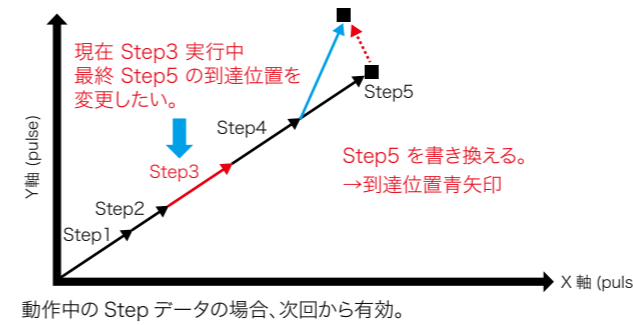 現在 Step3 実行中
最終 Step5 の到達位置を
変更したい。
Step5
Step4
Step3
Step5 を書き換える。
→到達位置青矢印
Step2
Step1
Y軸 (pulse)
X 軸 (puls
動作中の Step データの場合、次回から有効。